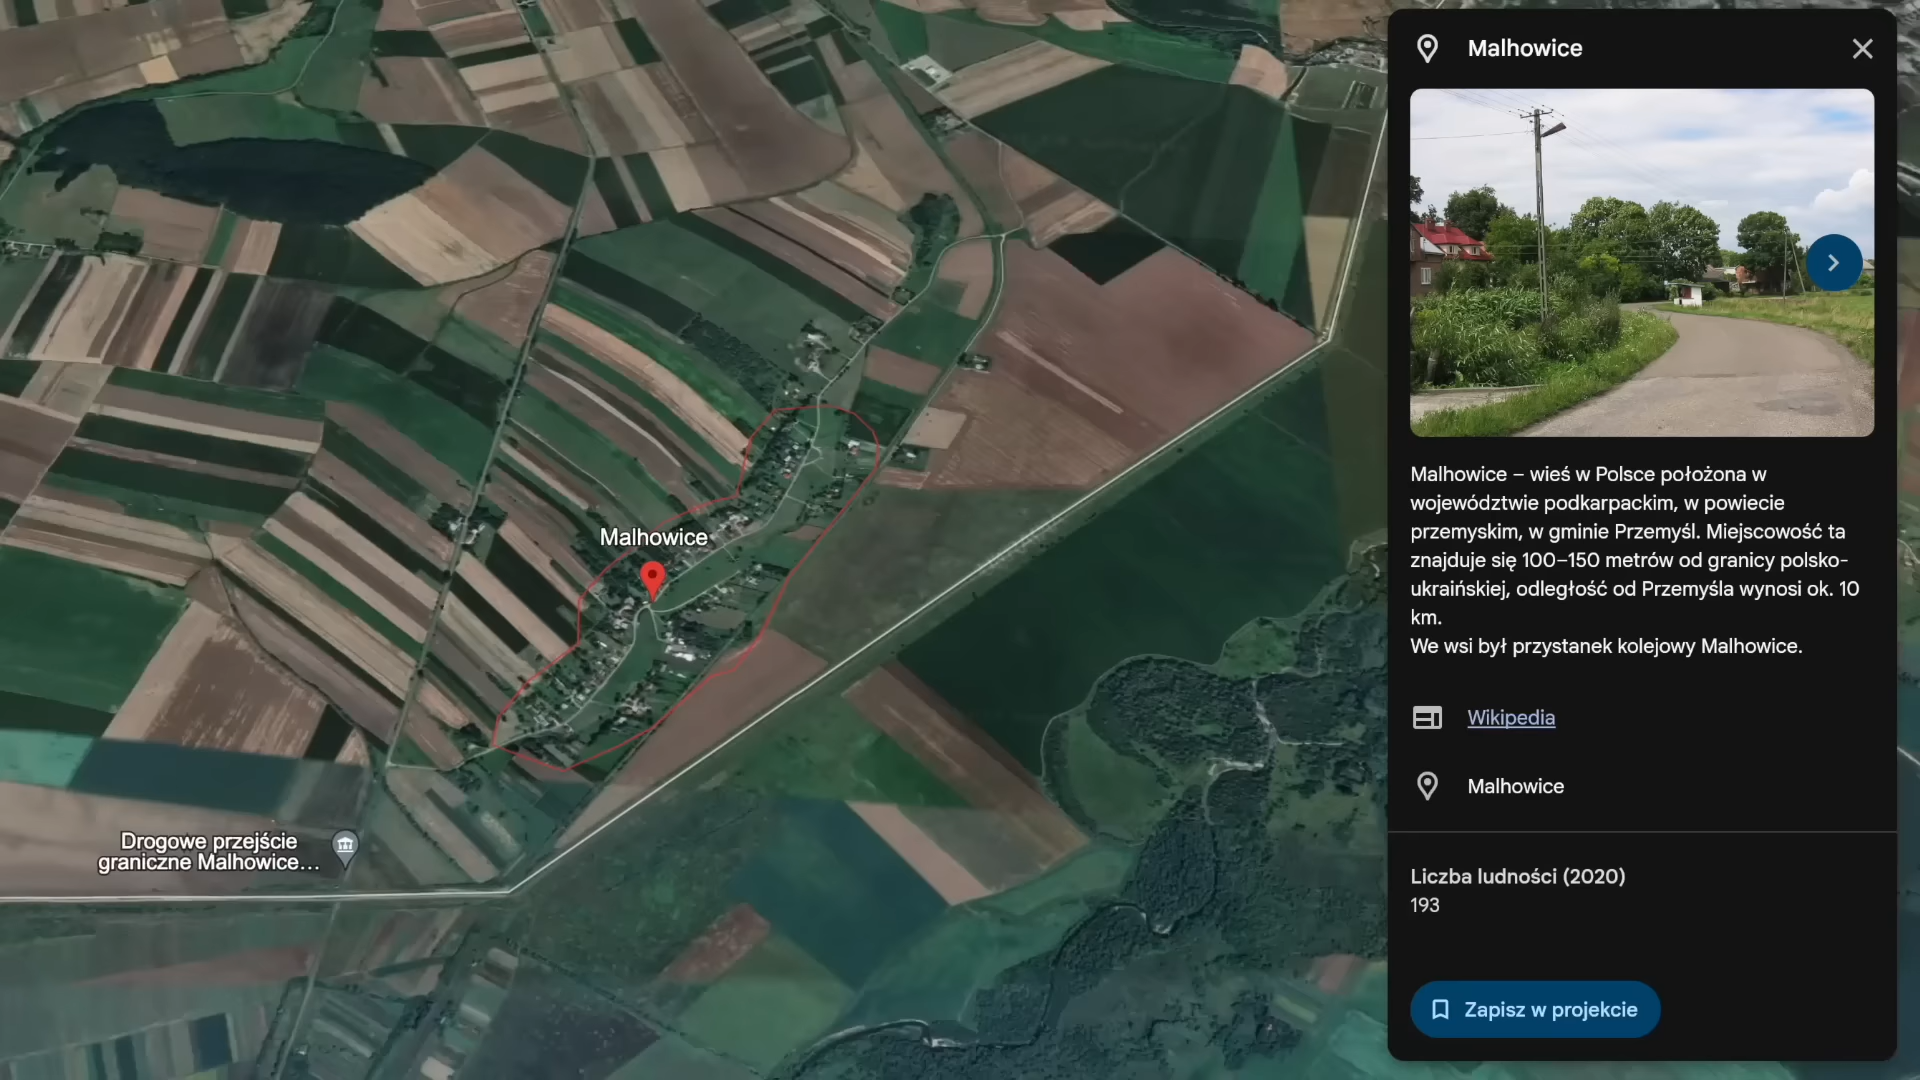 Malhowice
Drogowe przejście
graniczne Malhowice...
Malhowice
Malhowice – wieś w Polsce położona w
województwie podkarpackim, w powiecie
przemyskim, w gminie Przemyśl. Miejscowość ta
znajduje się 100–150 metrów od granicy polsko-
ukraińskiej, odległość od Przemyśla wynosi ok. 10
km.
We wsi był przystanek kolejowy Malhowice.
Wikipedia
Malhowice
Liczba ludności (2020)
193
Zapisz w projekcie